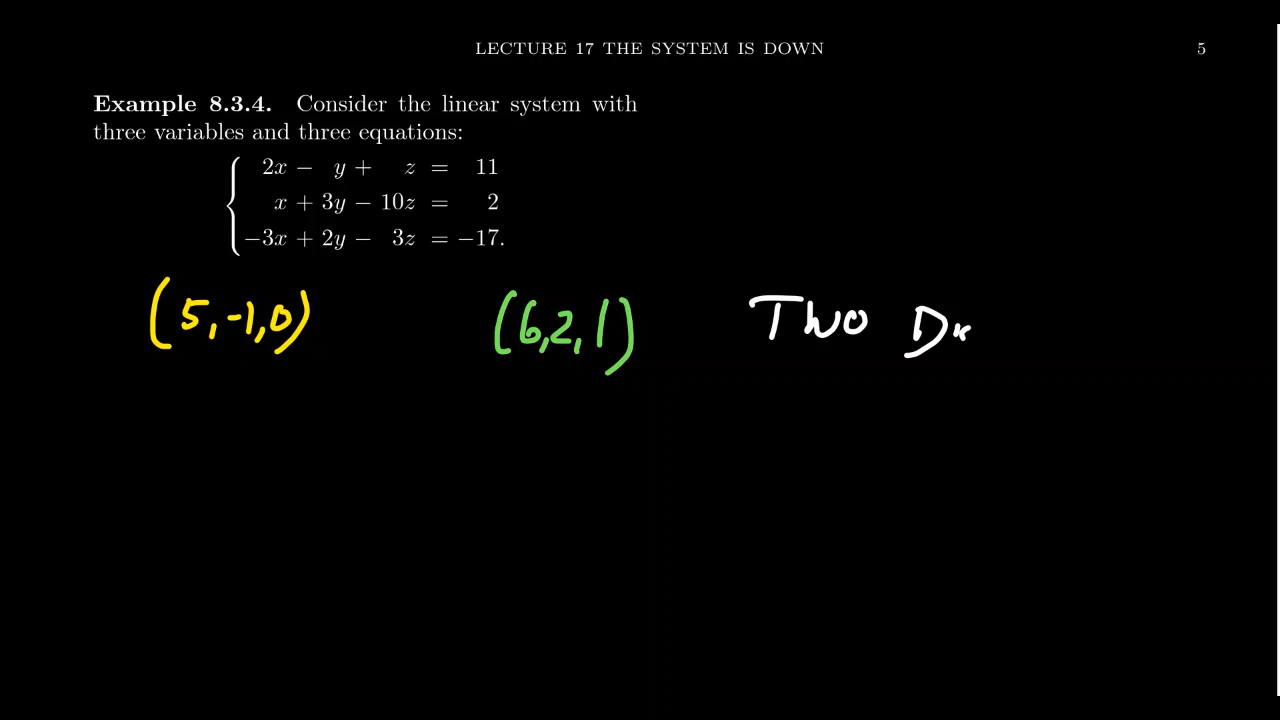 LECTURE 17 THE SYSTEM IS DOWN 5
Example 8.3.4. Consider the linear system with
three variables and three equations:
2x − y + z = 11
x + 3y − 10z = 2
−3x + 2y − 3z = −17.
(5,-1,0) (6,2,1) Two